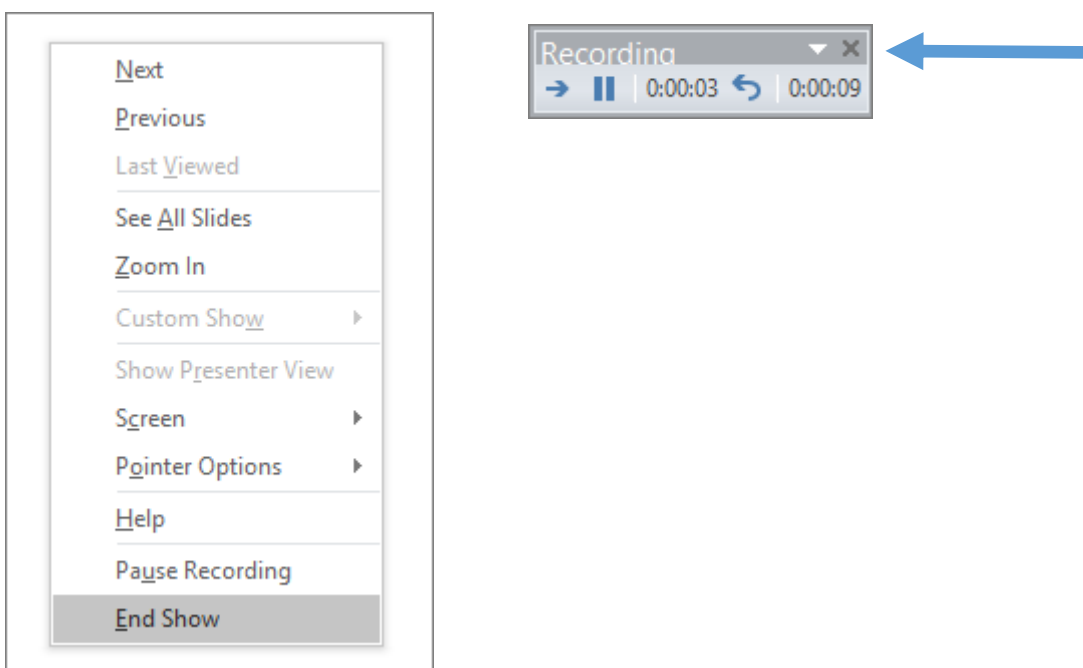 Next
Previous
Last Viewed
See All Slides
Zoom In
Custom Show
Show Presenter View
Screen
Pointer Options
Help
Pause Recording
End Show
Recording
0:00:03 0:00:09